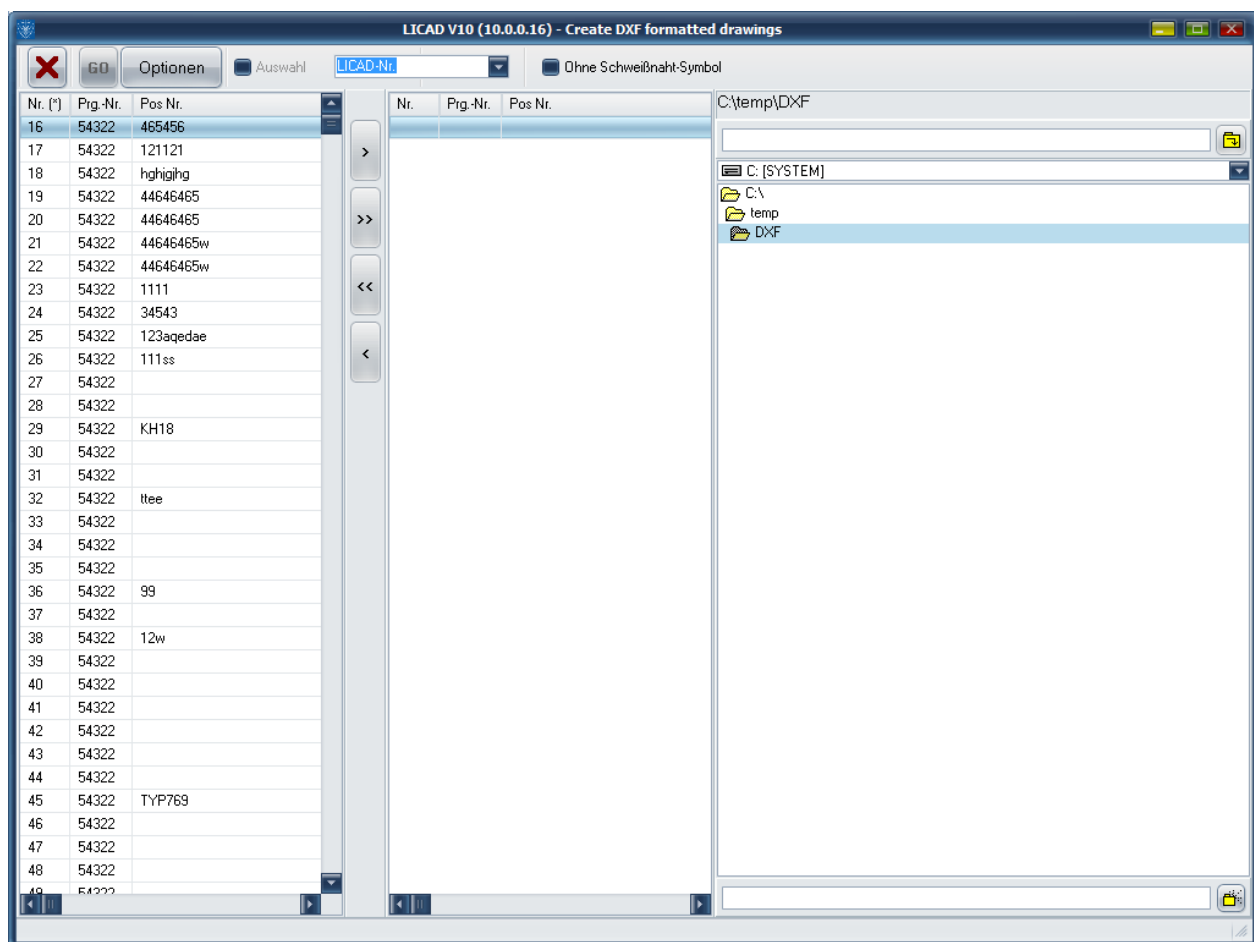 LICAD V10 (10.0.0.16) - Create DXF formatted drawings
GO Optionen Auswahl LICAD-Nr. Ohne Schweißnaht-Symbol
Nr. (*) Prg.-Nr. Pos Nr. Nr. Prg.-Nr. Pos Nr. C:\temp\DXF
16 54322 465456
17 54322 121121 >
18 54322 hghjgjhg C: [SYSTEM]
19 54322 44646465 C:\
20 54322 44646465 >> temp
21 54322 44646465w DXF
22 54322 44646465w
23 54322 1111 <<
24 54322 34543
25 54322 123aqedae
26 54322 111ss <
27 54322
28 54322
29 54322 KH18
30 54322
31 54322
32 54322 ttee
33 54322
34 54322
35 54322
36 54322 99
37 54322
38 54322 12w
39 54322
40 54322
41 54322
42 54322
43 54322
44 54322
45 54322 TYP769
46 54322
47 54322
48 54322
49 54322